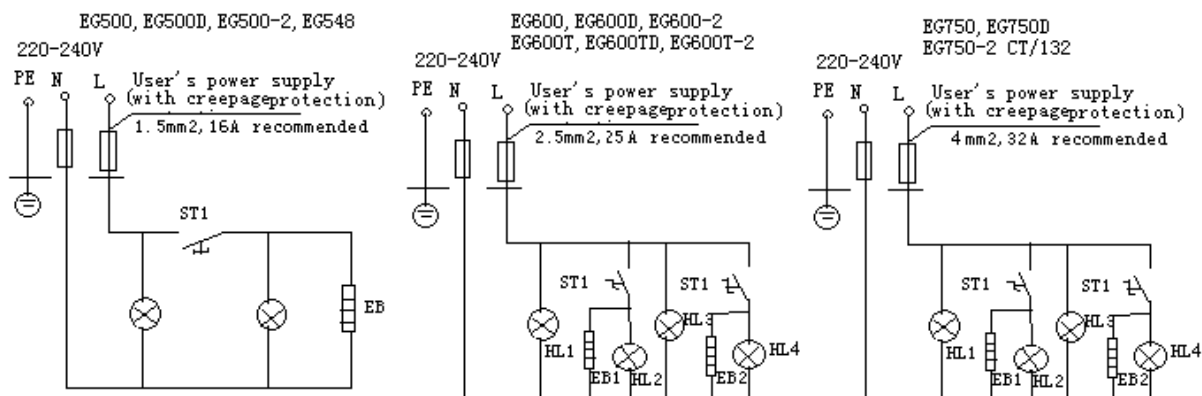 EG500, EG500D, EG500-2, EG548
220-240V
PE N L User's power supply
(with creepageprotection)
1.5mm2, 16A recommended
ST1
EB
EG600, EG600D, EG600-2
EG600T, EG600TD, EG600T-2
220-240V
PE N L User's power supply
(with creepageprotection)
2.5mm2, 25A recommended
ST1 ST1
HL3
HL1 HL4
EB1 HL2 EB2
EG750, EG750D
EG750-2 CT/132
220-240V
PE N L User's power supply
(with creepageprotection)
4mm2, 32A recommended
ST1 ST1
HL3
HL1 HL4
EB1 HL2 EB2